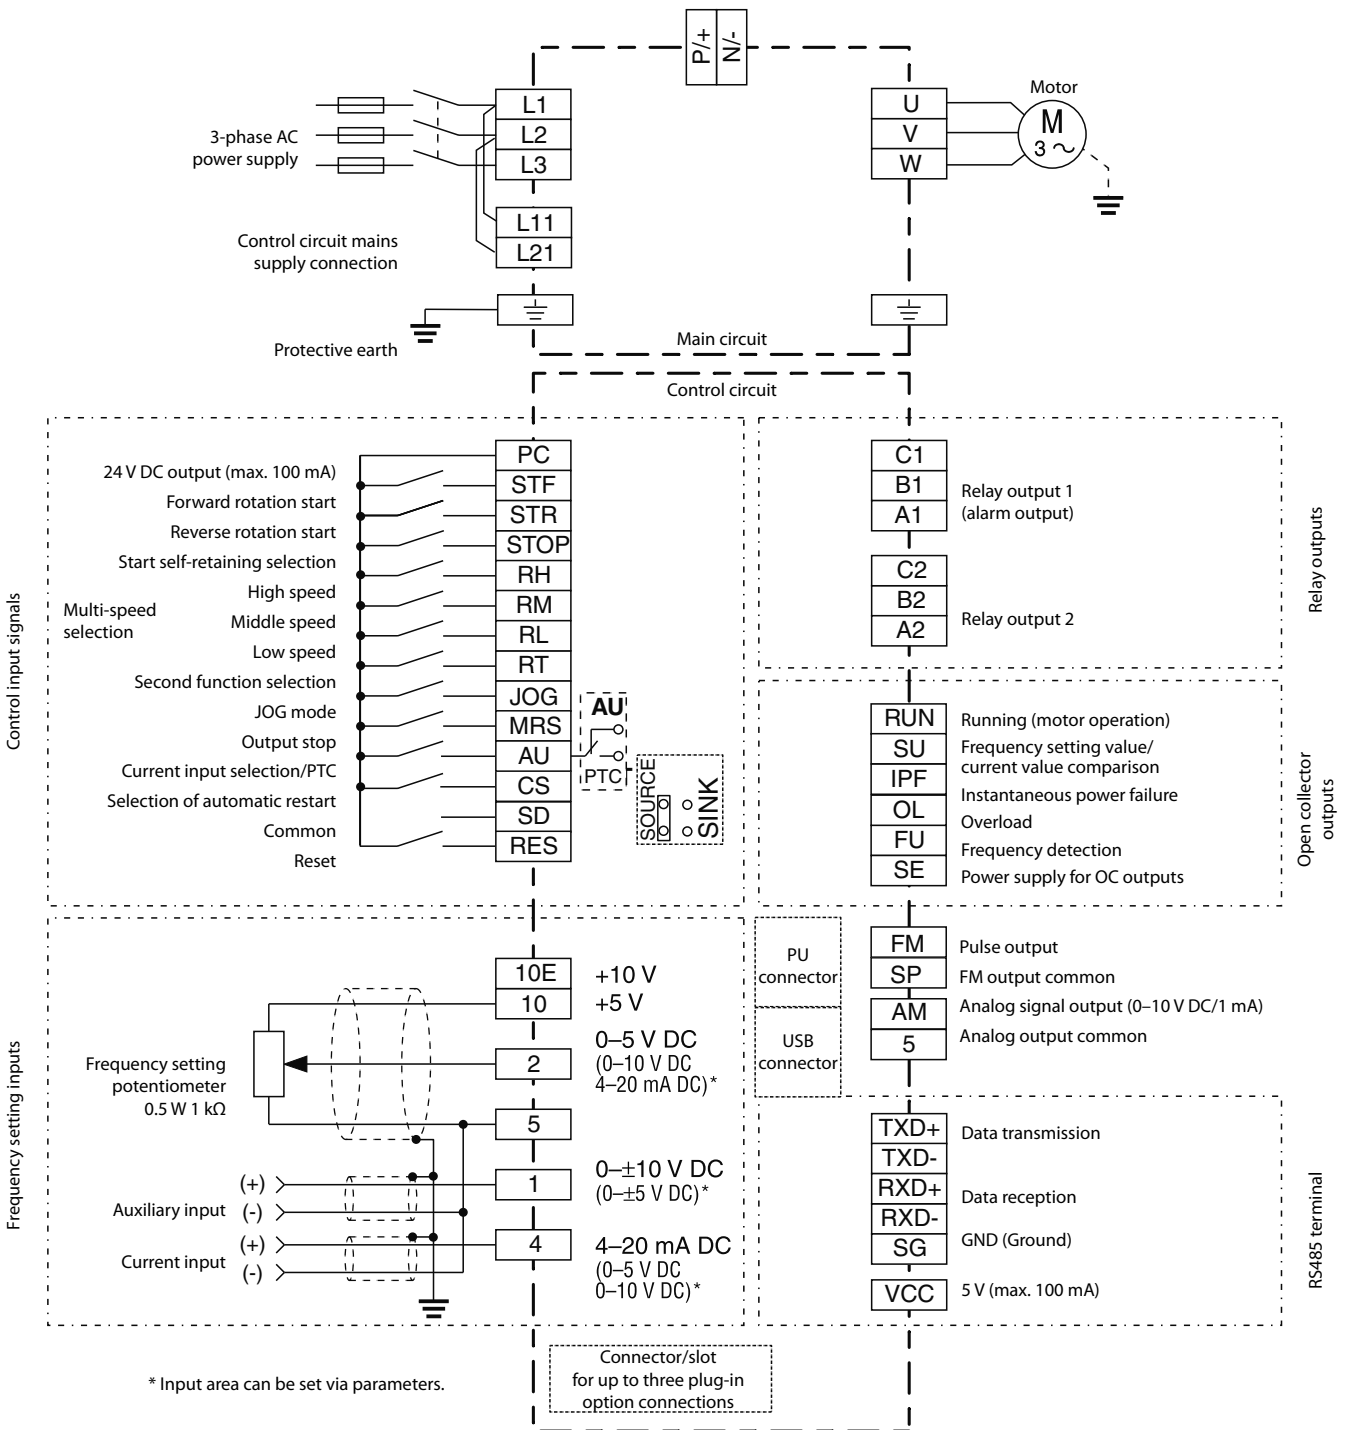 P/+
N/-
3-phase AC
power supply
L1
L2
L3
L11
L21
Control circuit mains
supply connection
Protective earth
U
V
W
Motor
M
3 ~
Main circuit
Control circuit
Control input signals
24 V DC output (max. 100 mA)
Forward rotation start
Reverse rotation start
Start self-retaining selection
Multi-speed
selection
High speed
Middle speed
Low speed
Second function selection
JOG mode
Output stop
Current input selection/PTC
Selection of automatic restart
Common
Reset
PC
STF
STR
STOP
RH
RM
RL
RT
JOG
MRS
AU
CS
SD
RES
AU
PTC
SOURCE
SINK
C1
B1
A1
Relay output 1
(alarm output)
C2
B2
A2
Relay output 2
Relay outputs
RUN
SU
IPF
OL
FU
SE
Running (motor operation)
Frequency setting value/
current value comparison
Instantaneous power failure
Overload
Frequency detection
Power supply for OC outputs
Open collector
outputs
Frequency setting inputs
Frequency setting
potentiometer
0.5 W 1 kΩ
Auxiliary input
(+)
(-)
Current input
(+)
(-)
10E
10
2
5
1
4
+10 V
+5 V
0–5 V DC
(0–10 V DC
4–20 mA DC)*
0–±10 V DC
(0–±5 V DC)*
4–20 mA DC
(0–5 V DC
0–10 V DC)*
PU
connector
USB
connector
FM
SP
AM
5
Pulse output
FM output common
Analog signal output (0–10 V DC/1 mA)
Analog output common
TXD+
TXD-
RXD+
RXD-
SG
VCC
Data transmission
Data reception
GND (Ground)
5 V (max. 100 mA)
RS485 terminal
* Input area can be set via parameters.
Connector/slot
for up to three plug-in
option connections